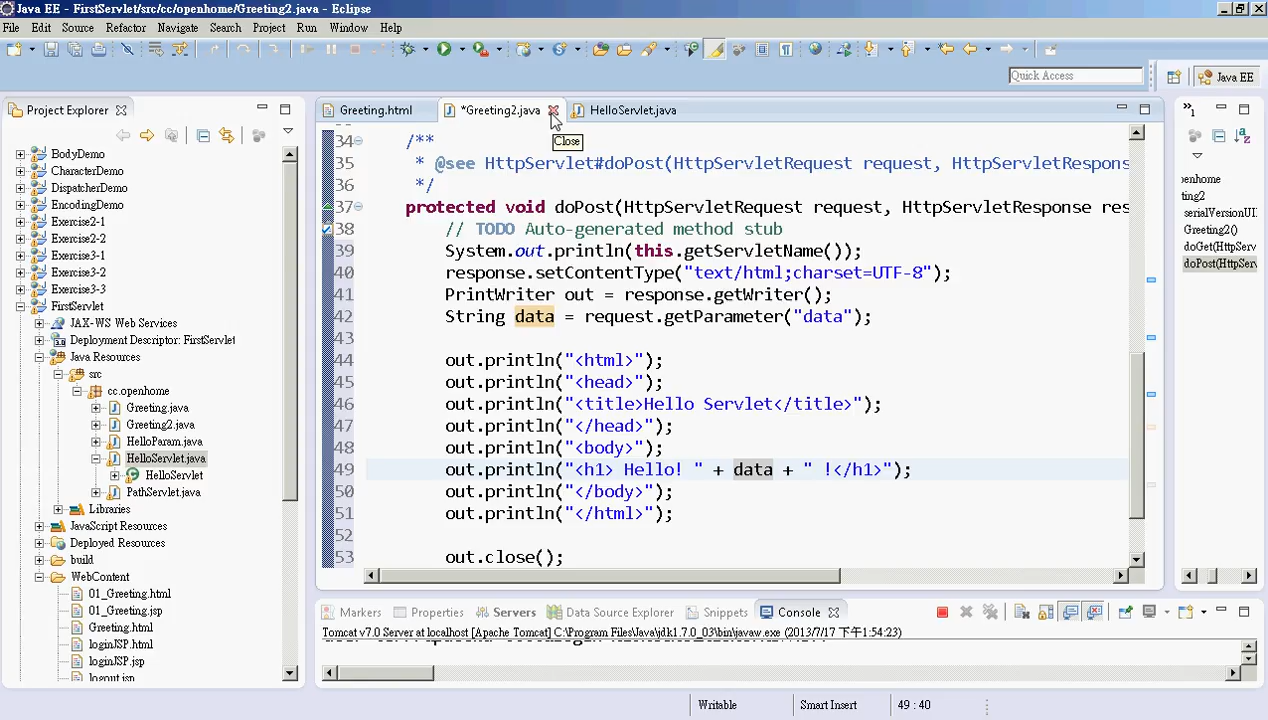 Java EE - FirstServlet/src/cc/openhome/Greeting2.java - Eclipse
File Edit Source Refactor Navigate Search Project Run Window Help
Quick Access
Java EE
Project Explorer
BodyDemo
CharacterDemo
DispatcherDemo
EncodingDemo
Exercise2-1
Exercise2-2
Exercise3-1
Exercise3-2
Exercise3-3
FirstServlet
JAX-WS Web Services
Deployment Descriptor: FirstServlet
Java Resources
src
cc.openhome
Greeting.java
Greeting2.java
HelloParam.java
HelloServlet.java
HelloServlet
PathServlet.java
Libraries
JavaScript Resources
Deployed Resources
build
WebContent
01_Greeting.html
01_Greeting.jsp
Greeting.html
loginJSP.html
loginJSP.jsp
logout.jsp
Greeting.html *Greeting2.java HelloServlet.java
Close
34 /**
35 * @see HttpServlet#doPost(HttpServletRequest request, HttpServletRespons
36 */
37 protected void doPost(HttpServletRequest request, HttpServletResponse res
38 // TODO Auto-generated method stub
39 System.out.println(this.getServletName());
40 response.setContentType("text/html;charset=UTF-8");
41 PrintWriter out = response.getWriter();
42 String data = request.getParameter("data");
43
44 out.println("<html>");
45 out.println("<head>");
46 out.println("<title>Hello Servlet</title>");
47 out.println("</head>");
48 out.println("<body>");
49 out.println("<h1> Hello! " + data + " !</h1>");
50 out.println("</body>");
51 out.println("</html>");
52
53 out.close();
»1
penhome
ting2
serialVersionUI
Greeting2()
doGet(HttpServ
doPost(HttpServ
Markers Properties Servers Data Source Explorer Snippets Console
Tomcat v7.0 Server at localhost [Apache Tomcat] C:\Program Files\Java\jdk1.7.0_03\bin\javaw.exe (2013/7/17 下午1:54:23)
Writable Smart Insert 49 : 40